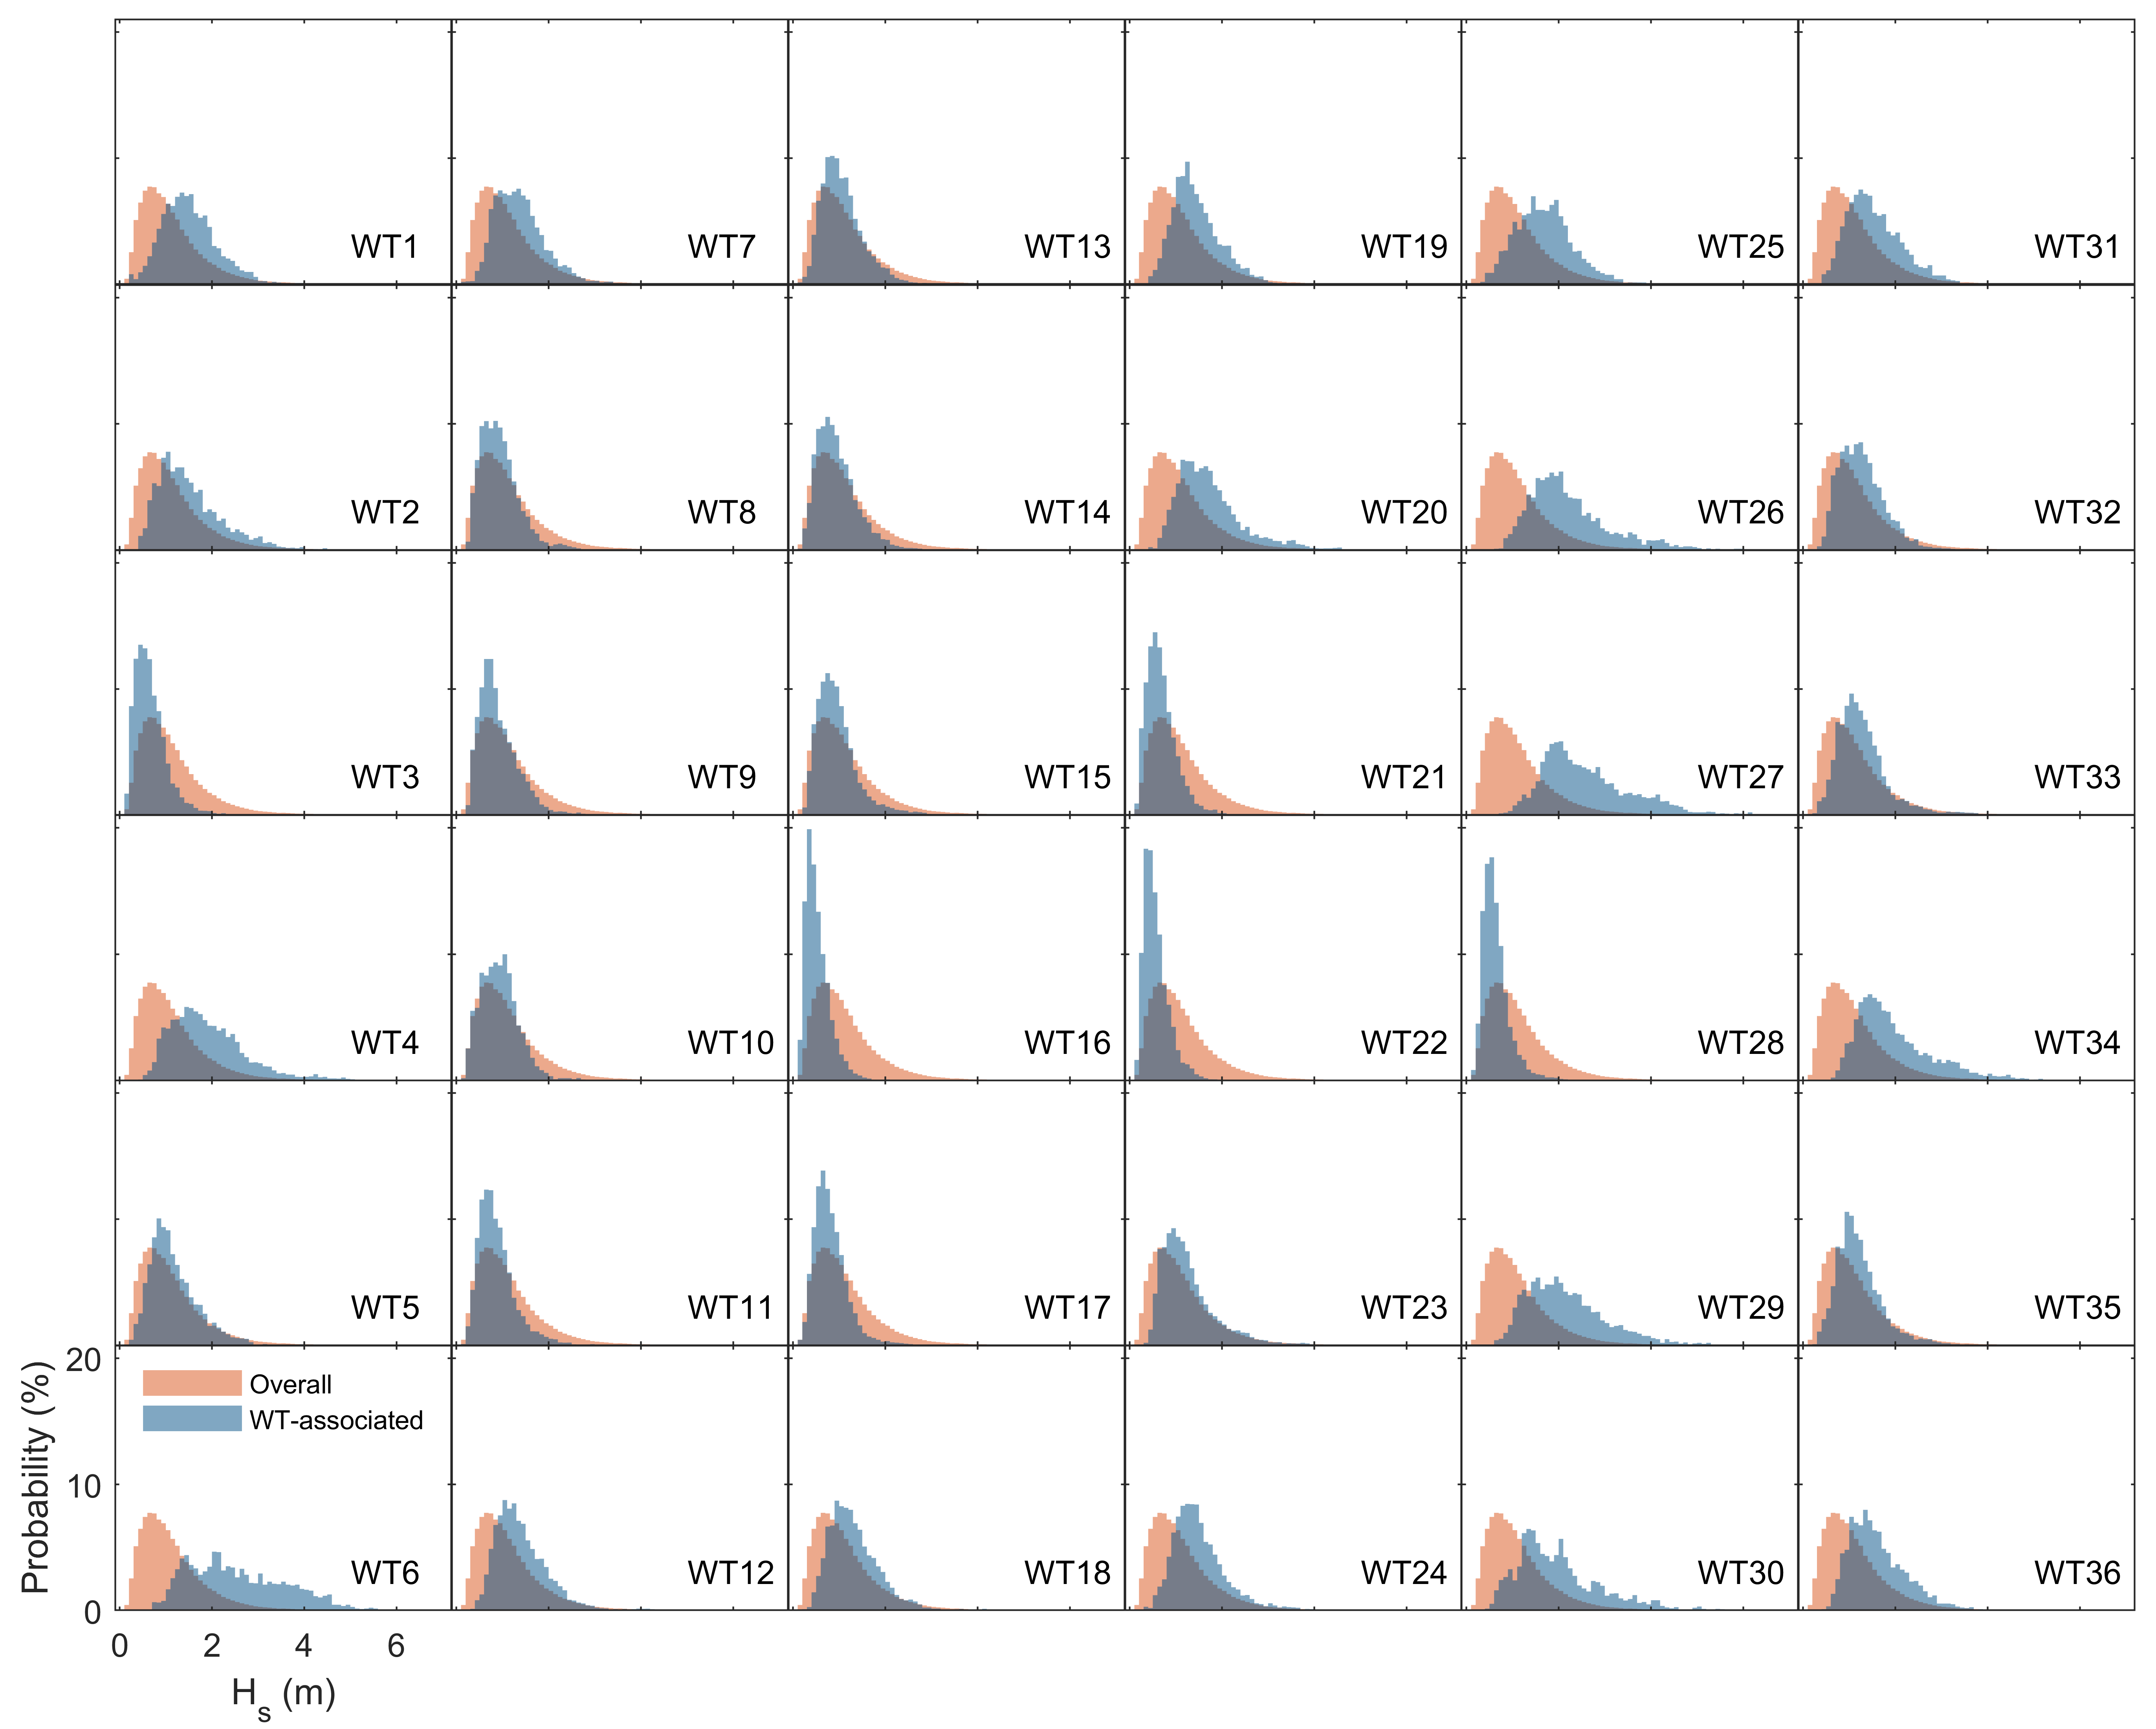 WT1
WT7
WT13
WT19
WT25
WT31
WT2
WT8
WT14
WT20
WT26
WT32
WT3
WT9
WT15
WT21
WT27
WT33
WT4
WT10
WT16
WT22
WT28
WT34
WT5
WT11
WT17
WT23
WT29
WT35
Probability (%)
20
10
0
Overall
WT-associated
WT6
WT12
WT18
WT24
WT30
WT36
0 2 4 6
Hs (m)